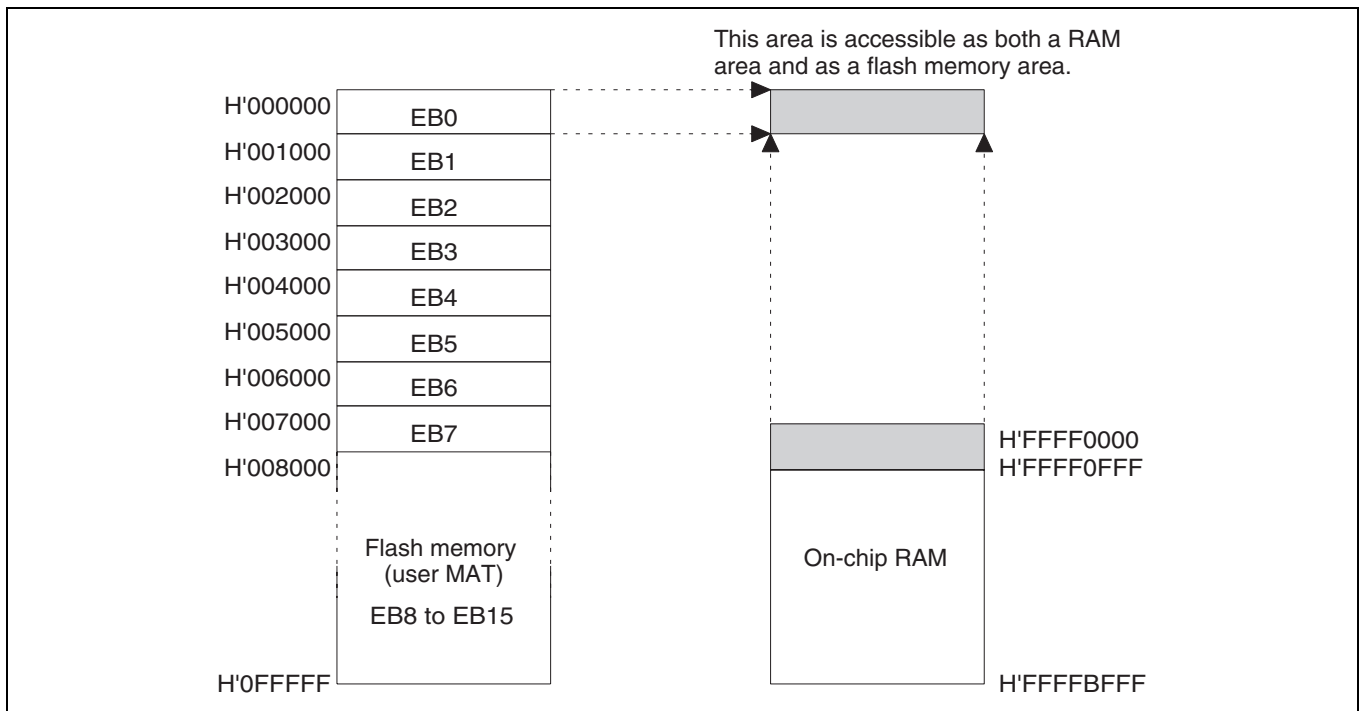 This area is accessible as both a RAM
area and as a flash memory area.
H'000000
EB0
H'001000
EB1
H'002000
EB2
H'003000
EB3
H'004000
EB4
H'005000
EB5
H'006000
EB6
H'007000
EB7
H'008000
Flash memory
(user MAT)
EB8 to EB15
H'0FFFFF
H'FFFF0000
H'FFFF0FFF
On-chip RAM
H'FFFFBFFF